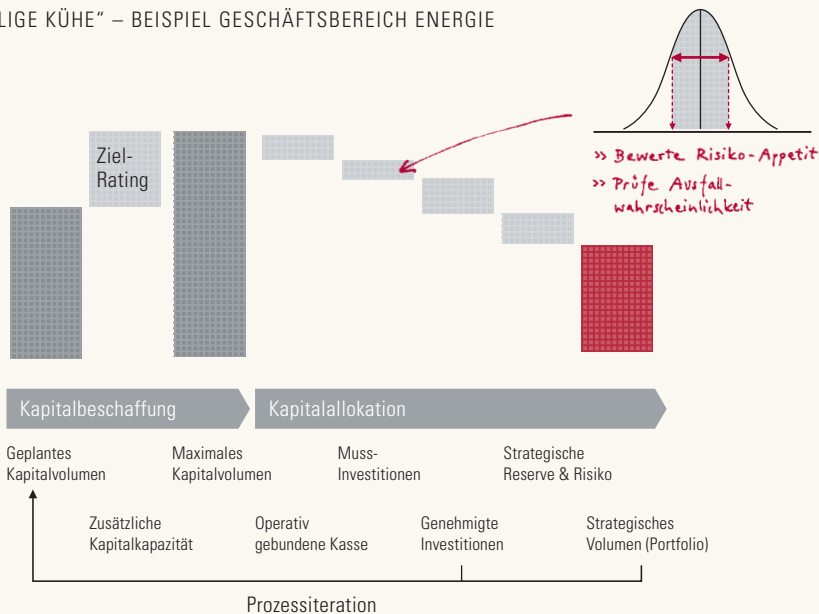 LIGE KÜHE“ – BEISPIEL GESCHÄFTSBEREICH ENERGIE
Ziel-
Rating
» Bewerte Risiko-Appetit
» Prüfe Ausfall-
wahrscheinlichkeit
Kapitalbeschaffung
Kapitalallokation
Geplantes
Kapitalvolumen
Maximales
Kapitalvolumen
Muss-
Investitionen
Strategische
Reserve & Risiko
Zusätzliche
Kapitalkapazität
Operativ
gebundene Kasse
Genehmigte
Investitionen
Strategisches
Volumen (Portfolio)
Prozessiteration